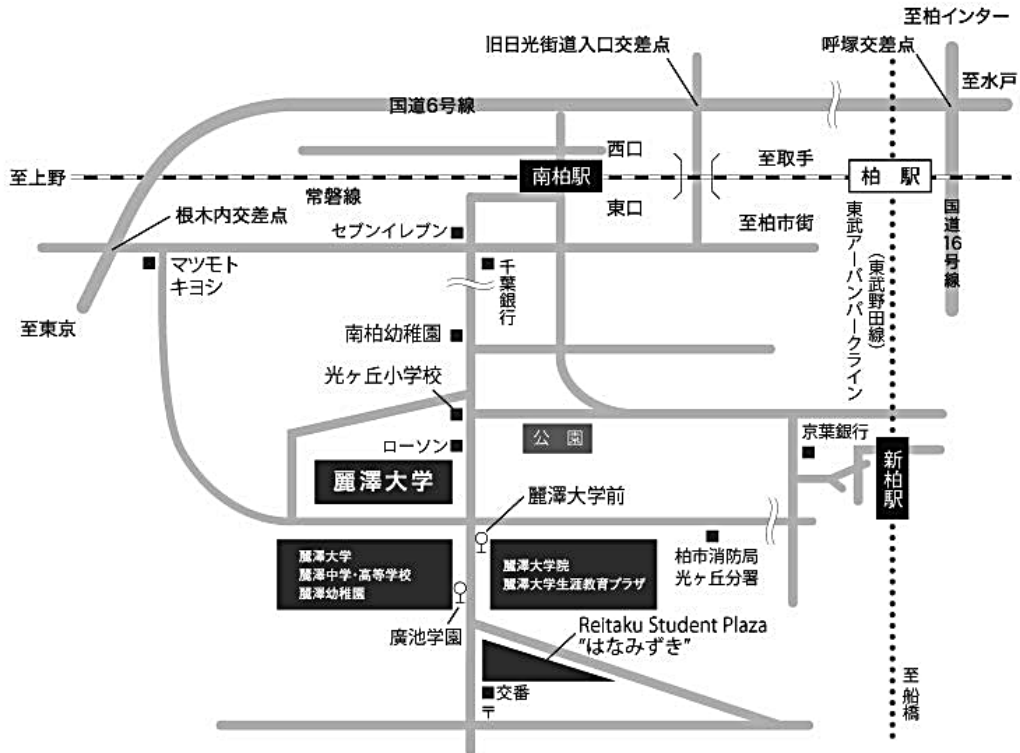 至柏インター
旧日光街道入口交差点
呼塚交差点
至水戸
国道6号線
西口
至取手
至上野
南柏駅
柏 駅
常磐線
東口
根木内交差点
セブンイレブン
至柏市街
国道16号線
東武アーバンパークライン
(東武野田線)
マツモト
キヨシ
千葉銀行
至東京
南柏幼稚園
光ヶ丘小学校
公 園
京葉銀行
ローソン
新柏駅
麗澤大学
麗澤大学前
麗澤大学
麗澤中学・高等学校
麗澤幼稚園
麗澤大学院
麗澤大学生涯教育プラザ
柏市消防局
光ヶ丘分署
廣池学園
Reitaku Student Plaza
"はなみずき"
至船橋
交番
〒